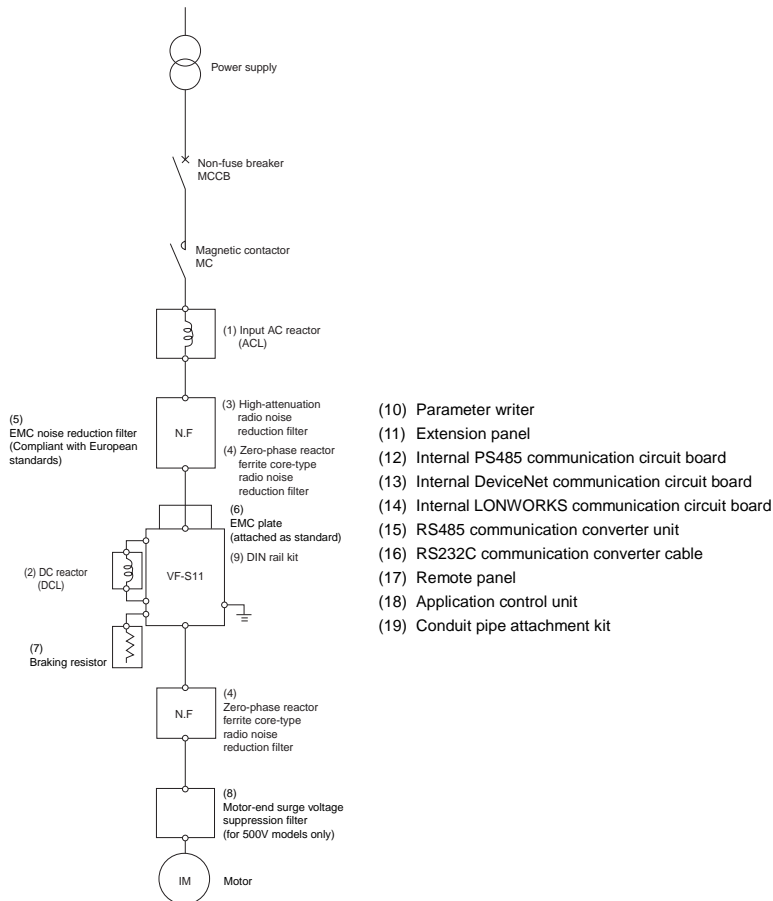 Power supply
Non-fuse breaker
MCCB
Magnetic contactor
MC
(1) Input AC reactor
(ACL)
(3) High-attenuation
radio noise
reduction filter
(4) Zero-phase reactor
ferrite core-type
radio noise
reduction filter
N.F
(5)
EMC noise reduction filter
(Compliant with European
standards)
(6)
EMC plate
(attached as standard)
(9) DIN rail kit
VF-S11
(2) DC reactor
(DCL)
(7)
Braking resistor
N.F
(4)
Zero-phase reactor
ferrite core-type
radio noise
reduction filter
(8)
Motor-end surge voltage
suppression filter
(for 500V models only)
IM
Motor
(10) Parameter writer
(11) Extension panel
(12) Internal PS485 communication circuit board
(13) Internal DeviceNet communication circuit board
(14) Internal LONWORKS communication circuit board
(15) RS485 communication converter unit
(16) RS232C communication converter cable
(17) Remote panel
(18) Application control unit
(19) Conduit pipe attachment kit